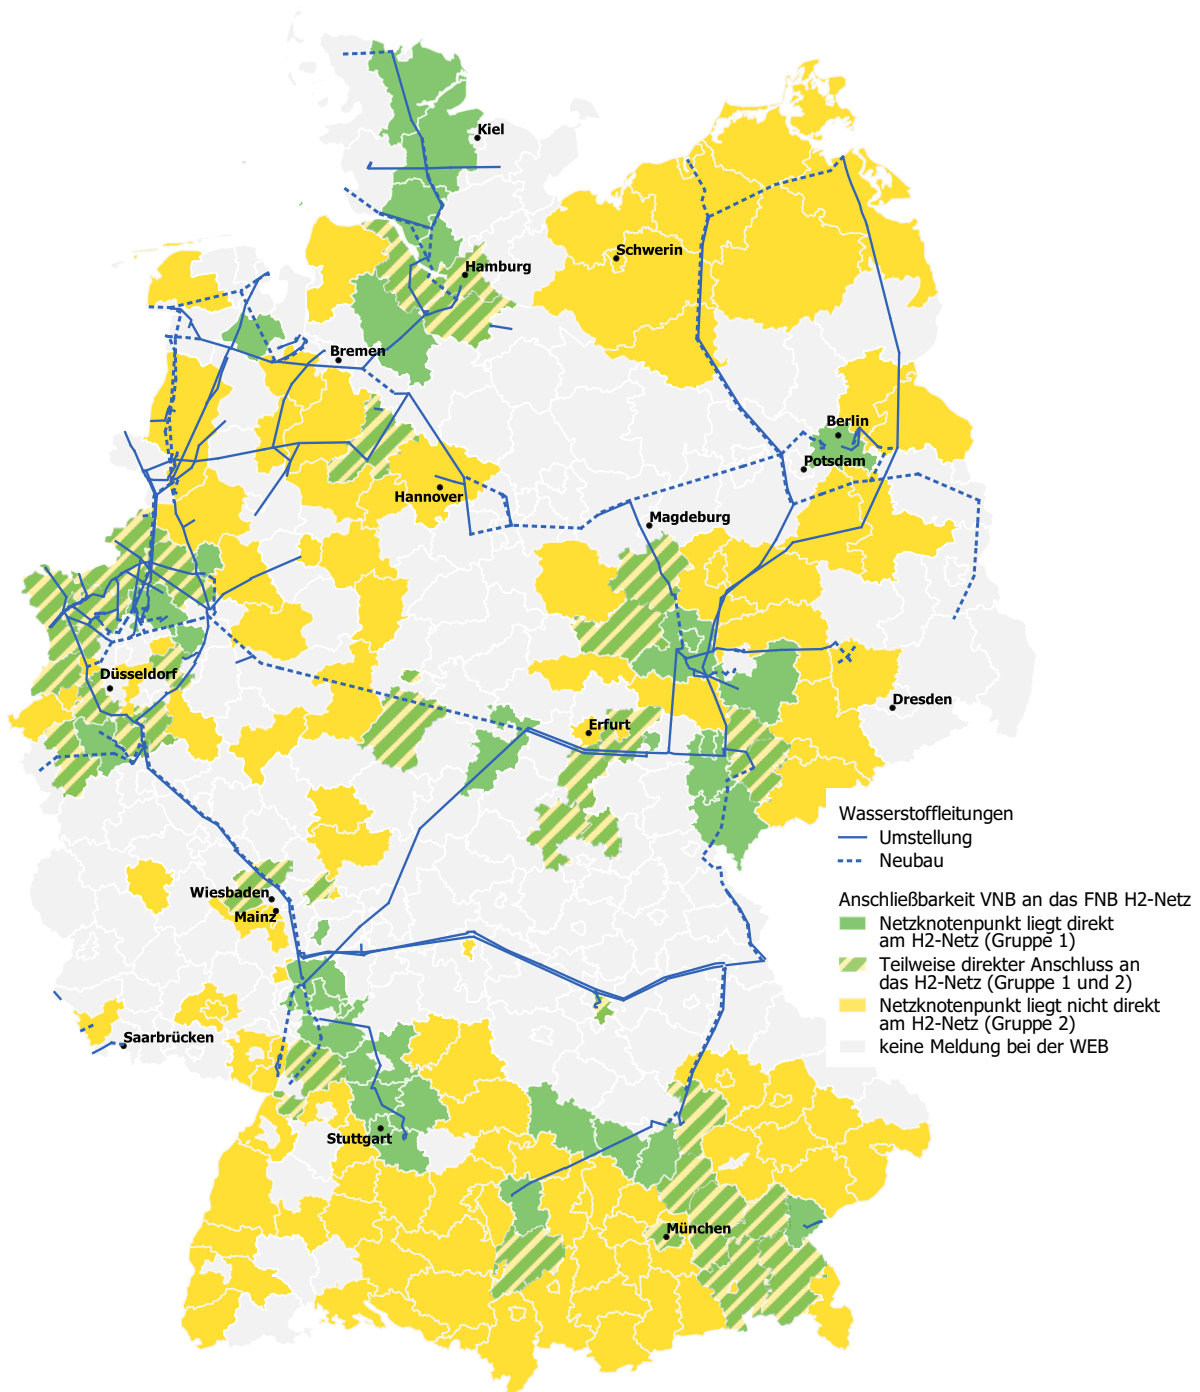 Kiel
Schwerin
Hamburg
Bremen
Berlin
Potsdam
Hannover
Magdeburg
Düsseldorf
Dresden
Erfurt
Wiesbaden
Mainz
Saarbrücken
Stuttgart
München
Wasserstoffleitungen
Umstellung
Neubau
Anschließbarkeit VNB an das FNB H2-Netz
Netzknotenpunkt liegt direkt
am H2-Netz (Gruppe 1)
Teilweise direkter Anschluss an
das H2-Netz (Gruppe 1 und 2)
Netzknotenpunkt liegt nicht direkt
am H2-Netz (Gruppe 2)
keine Meldung bei der WEB